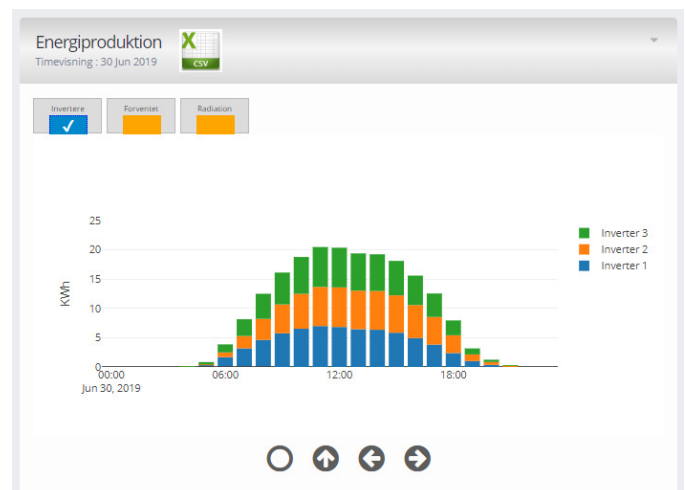 Energiproduktion
Timevisning : 30 Jun 2019
X
CSV
Invertere
Forventet
Radiation
25
20
15
10
5
0
KWh
00:00
06:00
12:00
18:00
Jun 30, 2019
Inverter 3
Inverter 2
Inverter 1